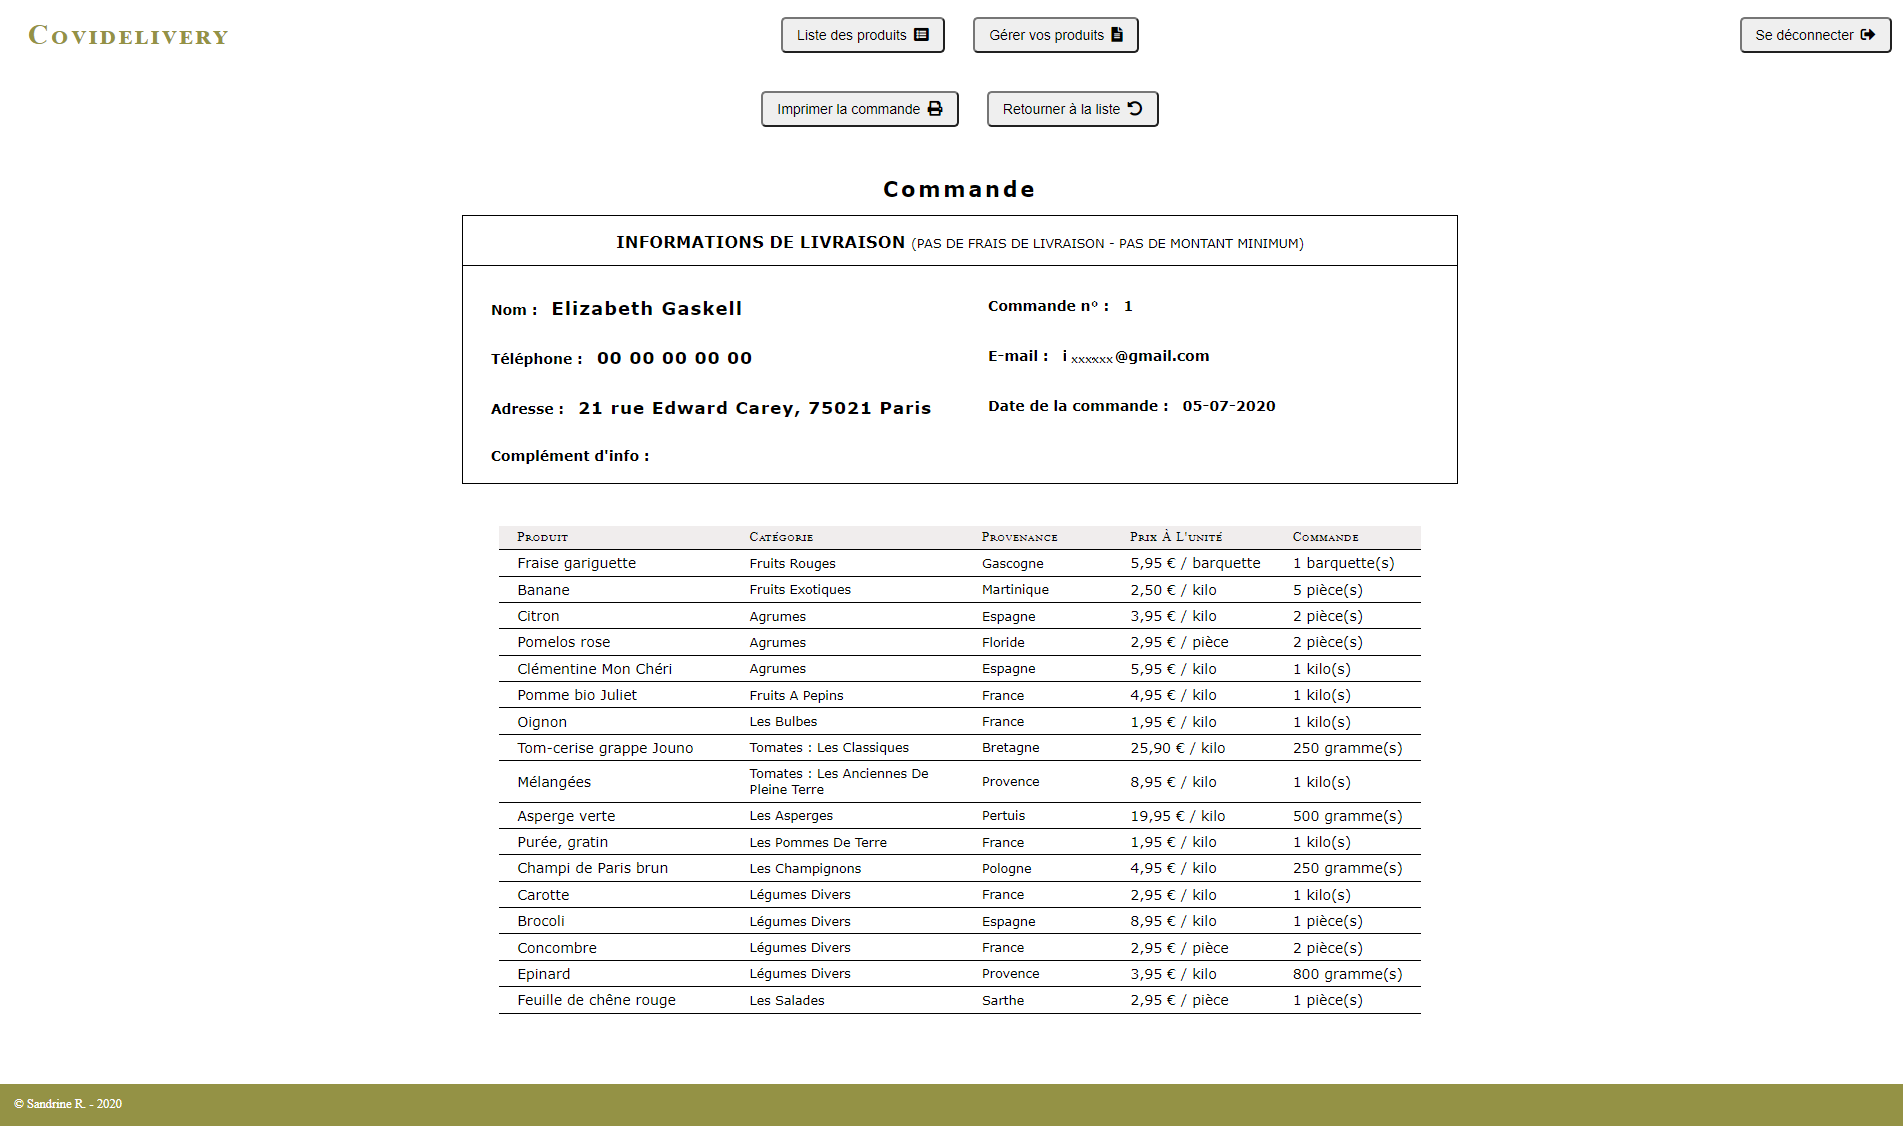 Covidelivery
Liste des produits
Gérer vos produits
Se déconnecter
Imprimer la commande
Retourner à la liste
Commande
INFORMATIONS DE LIVRAISON (PAS DE FRAIS DE LIVRAISON - PAS DE MONTANT MINIMUM)
Nom : Elizabeth Gaskell
Commande n° : 1
Téléphone : 00 00 00 00 00
E-mail : i xxxxxx@gmail.com
Adresse : 21 rue Edward Carey, 75021 Paris
Date de la commande : 05-07-2020
Complément d'info :
Produit Catégorie Provenance Prix À L'unité Commande
Fraise gariguette Fruits Rouges Gascogne 5,95 € / barquette 1 barquette(s)
Banane Fruits Exotiques Martinique 2,50 € / kilo 5 pièce(s)
Citron Agrumes Espagne 3,95 € / kilo 2 pièce(s)
Pomelos rose Agrumes Floride 2,95 € / pièce 2 pièce(s)
Clémentine Mon Chéri Agrumes Espagne 5,95 € / kilo 1 kilo(s)
Pomme bio Juliet Fruits A Pepins France 4,95 € / kilo 1 kilo(s)
Oignon Les Bulbes France 1,95 € / kilo 1 kilo(s)
Tom-cerise grappe Jouno Tomates : Les Classiques Bretagne 25,90 € / kilo 250 gramme(s)
Mélangées Tomates : Les Anciennes De Pleine Terre Provence 8,95 € / kilo 1 kilo(s)
Asperge verte Les Asperges Pertuis 19,95 € / kilo 500 gramme(s)
Purée, gratin Les Pommes De Terre France 1,95 € / kilo 1 kilo(s)
Champi de Paris brun Les Champignons Pologne 4,95 € / kilo 250 gramme(s)
Carotte Légumes Divers France 2,95 € / kilo 1 kilo(s)
Brocoli Légumes Divers Espagne 8,95 € / kilo 1 pièce(s)
Concombre Légumes Divers France 2,95 € / pièce 2 pièce(s)
Epinard Légumes Divers Provence 3,95 € / kilo 800 gramme(s)
Feuille de chêne rouge Les Salades Sarthe 2,95 € / pièce 1 pièce(s)
© Sandrine R. - 2020